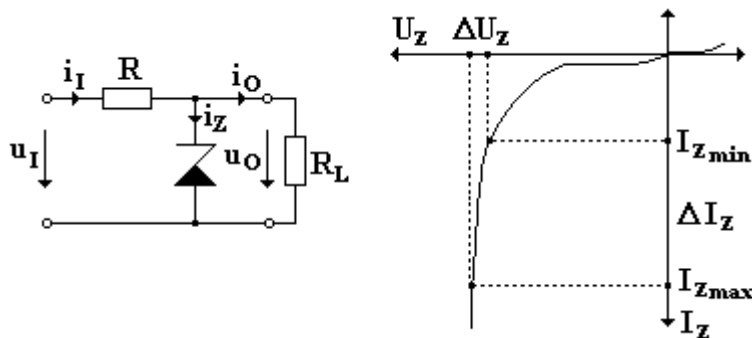 i_I R i_O
i_Z
u_I u_O R_L
U_Z ΔU_Z
I_Zmin
ΔI_Z
I_Zmax
I_Z